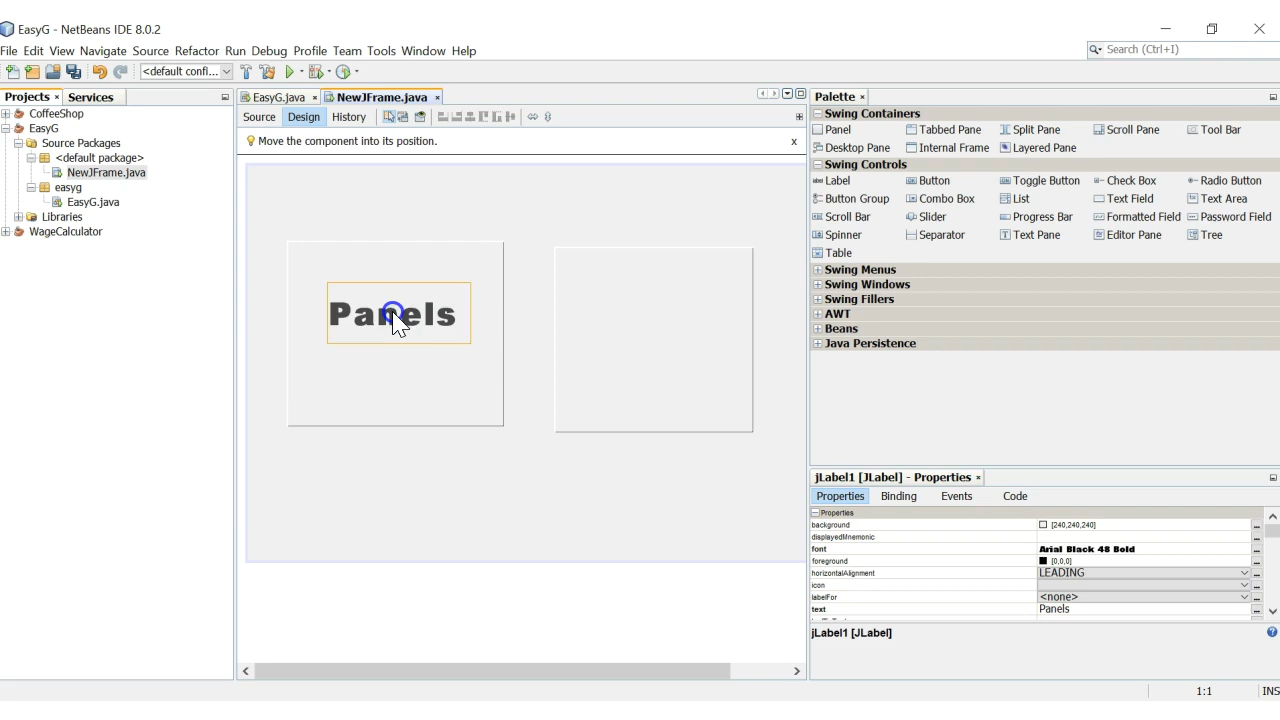 EasyG - NetBeans IDE 8.0.2
File Edit View Navigate Source Refactor Run Debug Profile Team Tools Window Help
Search (Ctrl+I)
<default confi...
Projects × Services
CoffeeShop
EasyG
Source Packages
<default package>
NewJFrame.java
easyg
EasyG.java
Libraries
WageCalculator
EasyG.java × NewJFrame.java ×
Source Design History
Move the component into its position. x
Panels
Palette ×
Swing Containers
Panel Tabbed Pane Split Pane Scroll Pane Tool Bar
Desktop Pane Internal Frame Layered Pane
Swing Controls
Label Button Toggle Button Check Box Radio Button
Button Group Combo Box List Text Field Text Area
Scroll Bar Slider Progress Bar Formatted Field Password Field
Spinner Separator Text Pane Editor Pane Tree
Table
Swing Menus
Swing Windows
Swing Fillers
AWT
Beans
Java Persistence
jLabel1 [JLabel] - Properties ×
Properties Binding Events Code
Properties
background [240,240,240] ...
displayedMnemonic ...
font Arial Black 48 Bold ...
foreground [0,0,0] ...
horizontalAlignment LEADING ...
icon ...
labelFor <none> ...
text Panels ...
jLabel1 [JLabel]
1:1 INS